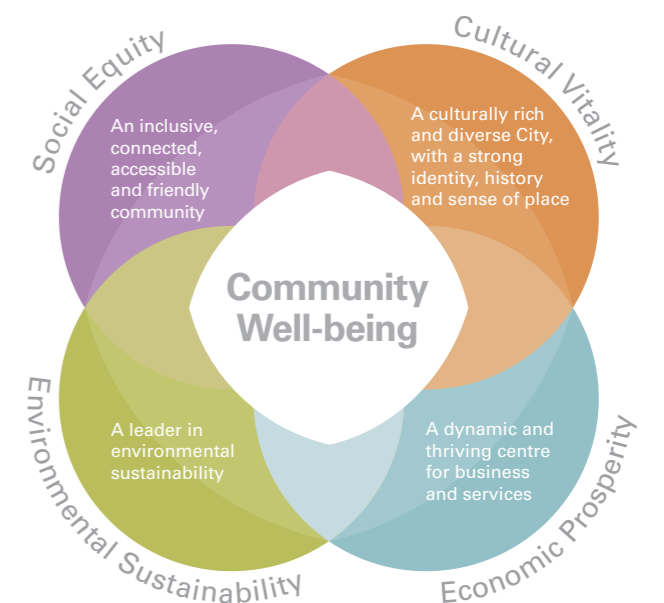 Social Equity
Cultural Vitality
An inclusive,
connected,
accessible
and friendly
community
A culturally rich
and diverse City,
with a strong
identity, history
and sense of place
Community
Well-being
Environmental Sustainability
A leader in
environmental
sustainability
A dynamic and
thriving centre
for business
and services
Economic Prosperity